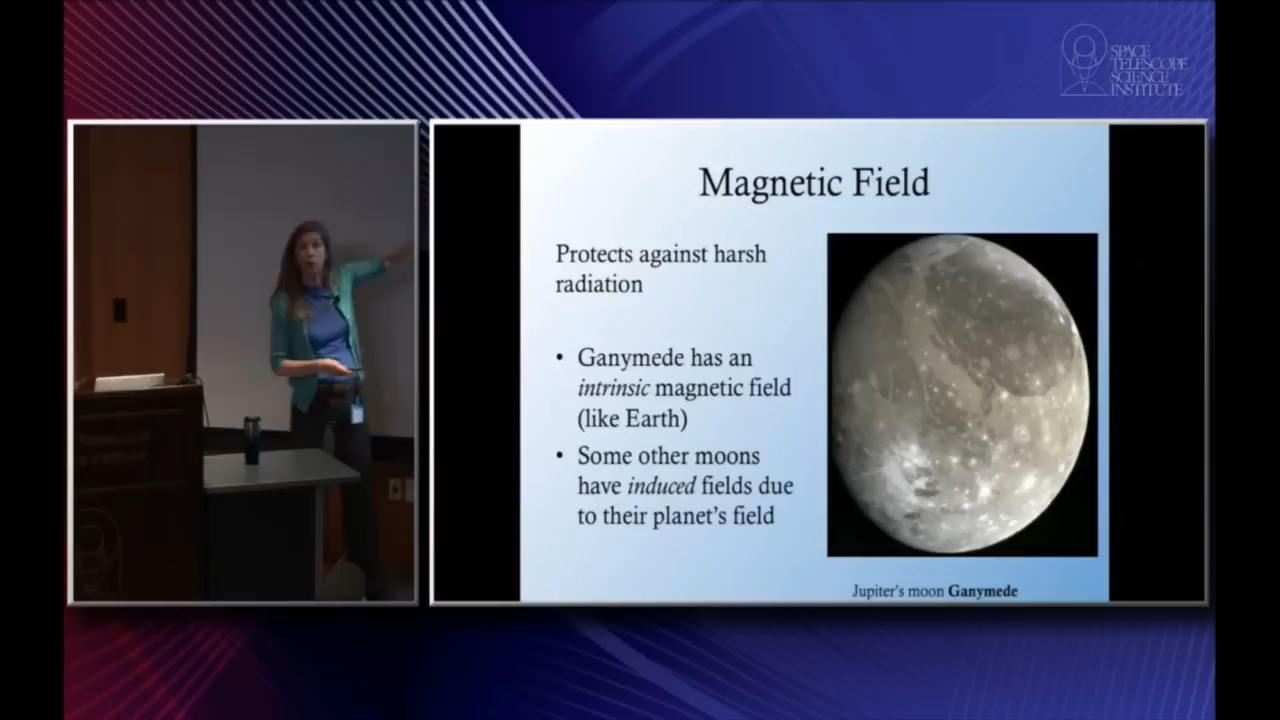 SPACE
TELESCOPE
SCIENCE
INSTITUTE
Magnetic Field
Protects against harsh
radiation
• Ganymede has an
intrinsic magnetic field
(like Earth)
• Some other moons
have induced fields due
to their planet's field
Jupiter's moon Ganymede